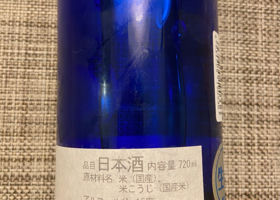 品目 日本酒 内容量 720ml
原材料名 米(国産)、
米こうじ(国産米)